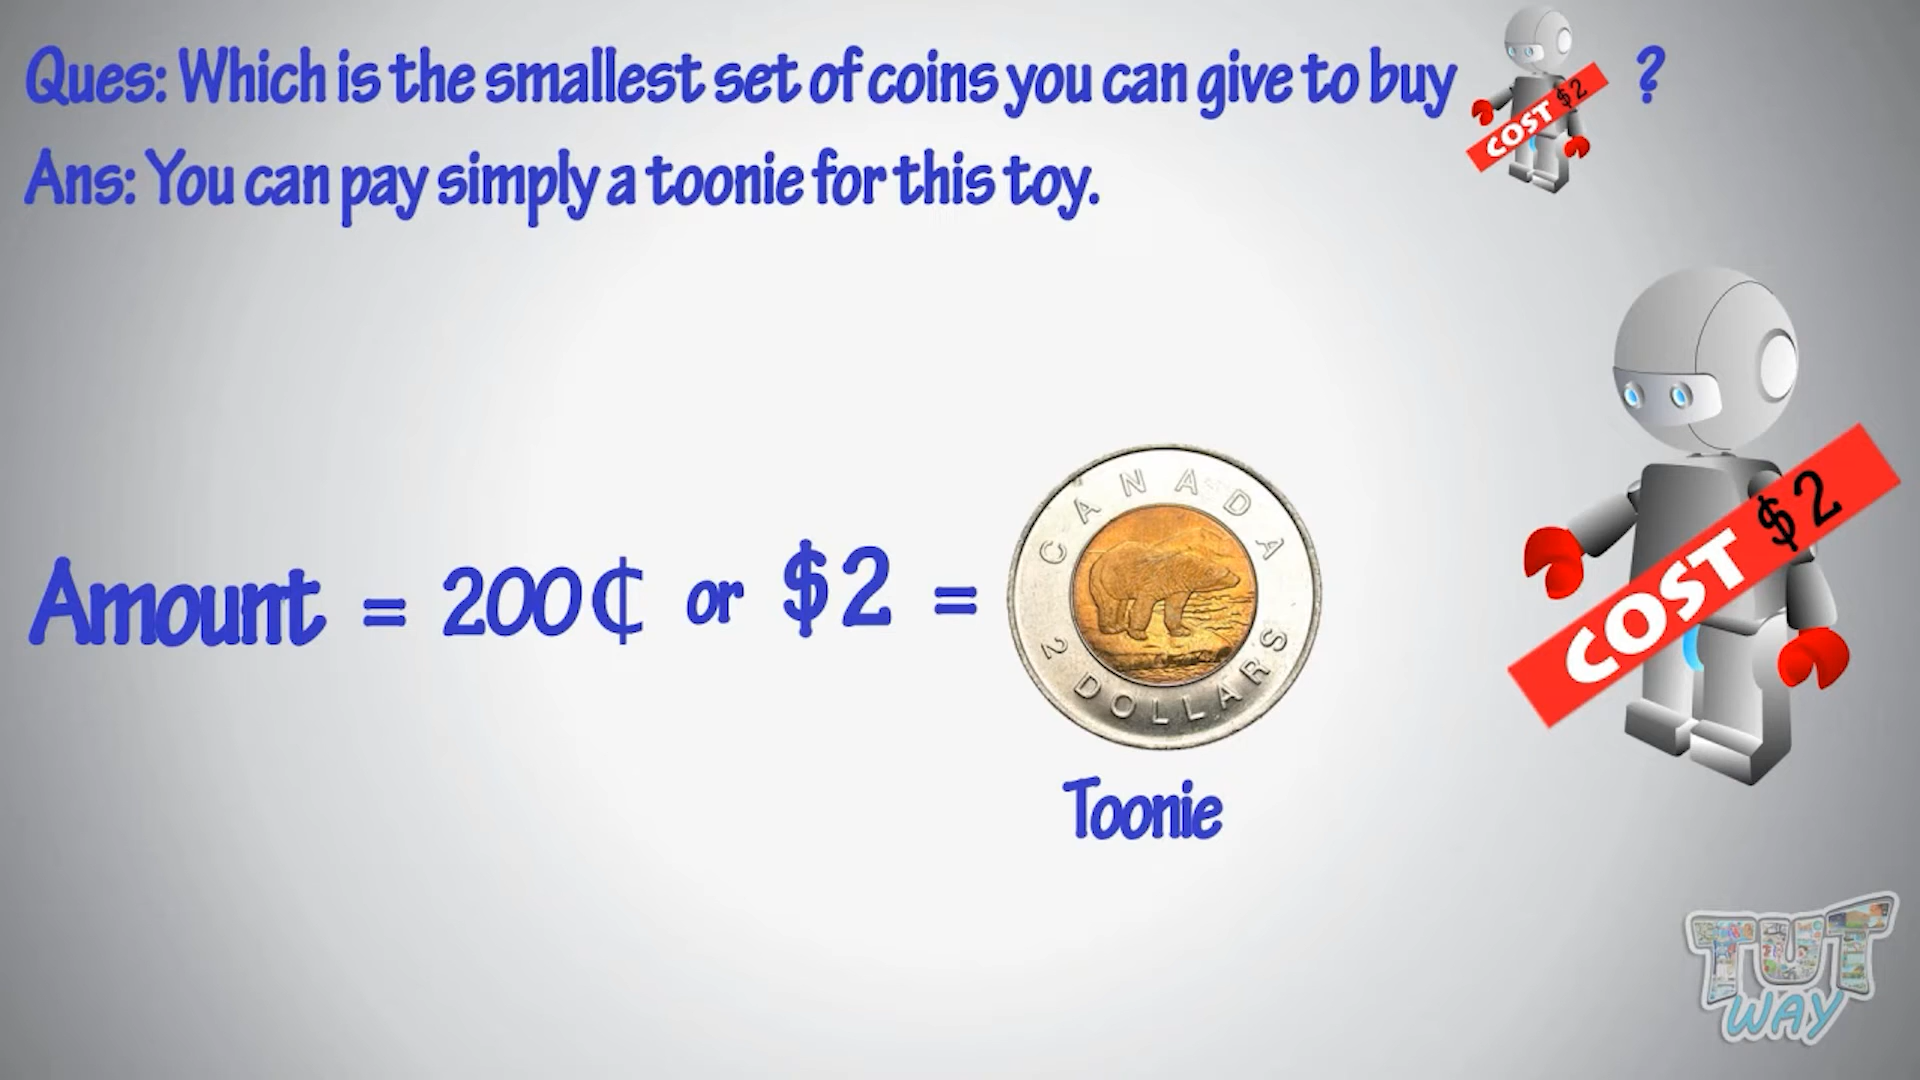 Ques: Which is the smallest set of coins you can give to buy ?
COST $2
Ans: You can pay simply a toonie for this toy.
Amount = 200¢ or $2 =
CANADA
2 DOLLARS
Toonie
COST $2
TUT
WAY